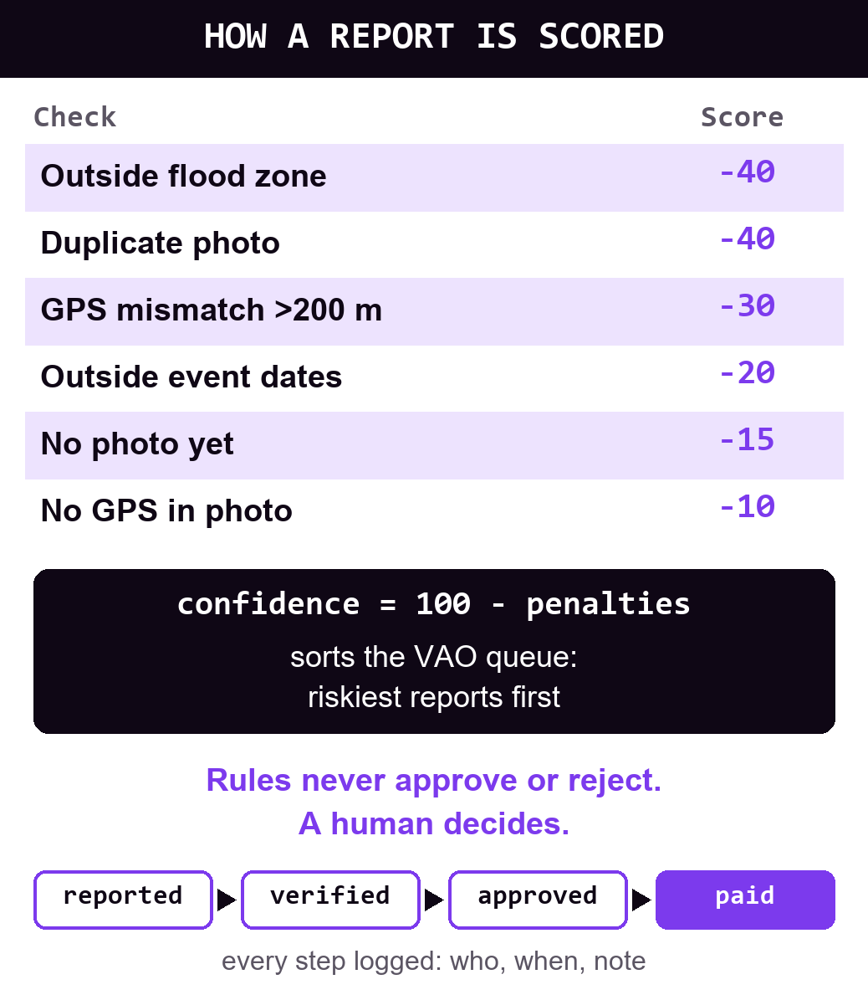 HOW A REPORT IS SCORED
Check Score
Outside flood zone -40
Duplicate photo -40
GPS mismatch >200 m -30
Outside event dates -20
No photo yet -15
No GPS in photo -10
confidence = 100 - penalties
sorts the VAO queue:
riskiest reports first
Rules never approve or reject.
A human decides.
reported verified approved paid
every step logged: who, when, note